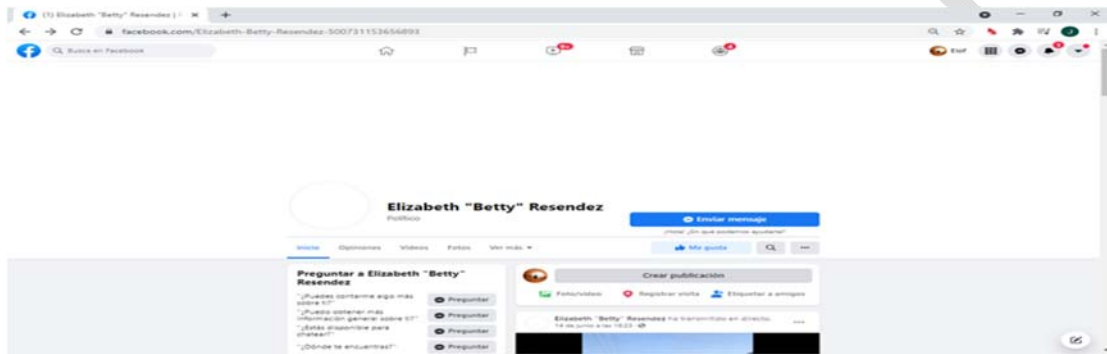 (1) Elizabeth "Betty" Resendez |
facebook.com/Elizabeth-Betty-Resendez-500731153656893
Busca en Facebook
9+
4
Elsif
Elizabeth "Betty" Resendez
Político
Enviar mensaje
¡Hola! ¿En qué podemos ayudarte?
Inicio Opiniones Videos Fotos Ver más
Me gusta
Preguntar a Elizabeth "Betty"
Resendez
"¿Puedes contarme algo más
sobre ti?"
Preguntar
"¿Puedo obtener más
información general sobre ti?"
Preguntar
"¿Estás disponible para
chatear?"
Preguntar
"¿Dónde te encuentras?"
Preguntar
Crear publicación
Foto/video Registrar visita Etiquetar a amigos
Elizabeth "Betty" Resendez ha transmitido en directo.
14 de junio a las 16:23